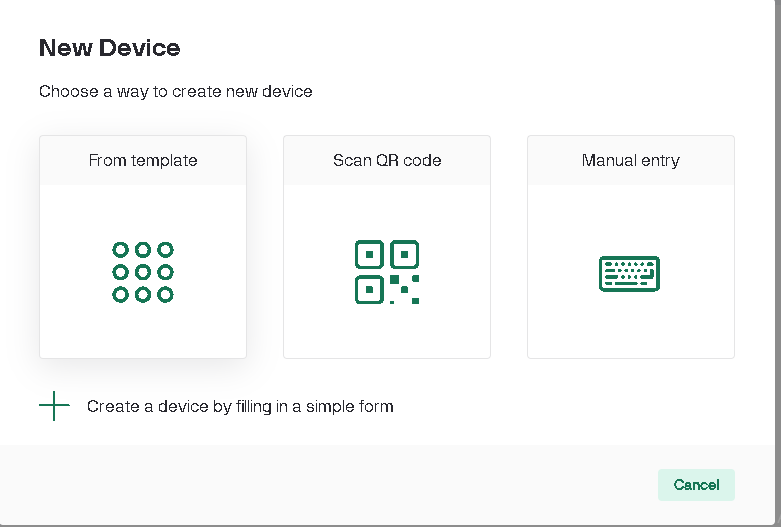 New Device
Choose a way to create new device
From template
Scan QR code
Manual entry
Create a device by filling in a simple form
Cancel